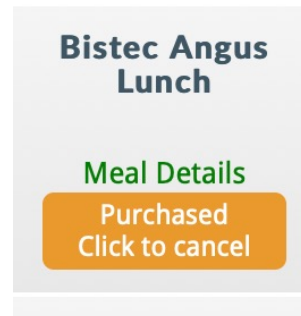 Bistec Angus
Lunch
Meal Details
Purchased
Click to cancel